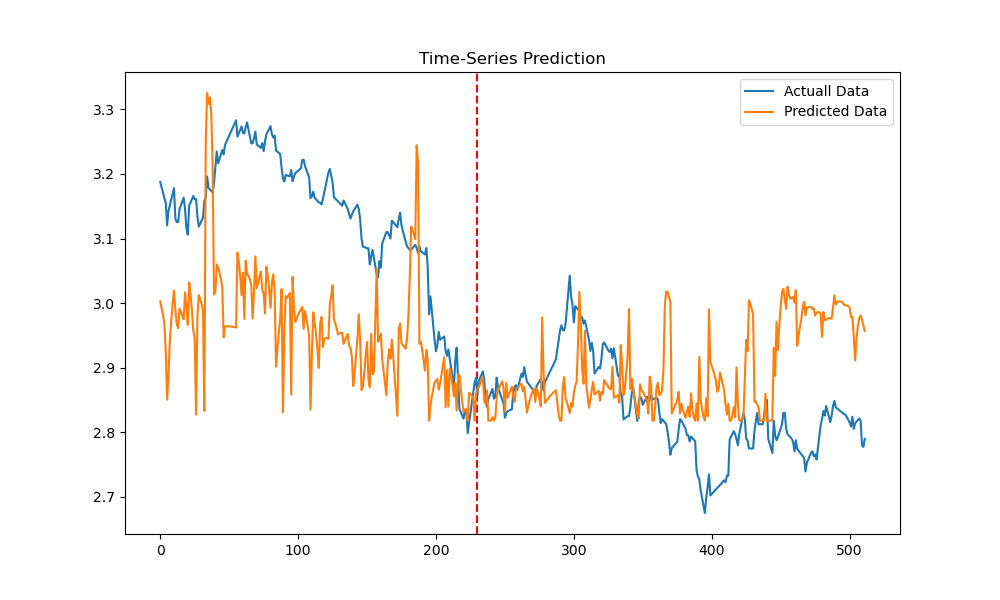 Time-Series Prediction
Actuall Data
Predicted Data
3.3
3.2
3.1
3.0
2.9
2.8
2.7
0 100 200 300 400 500